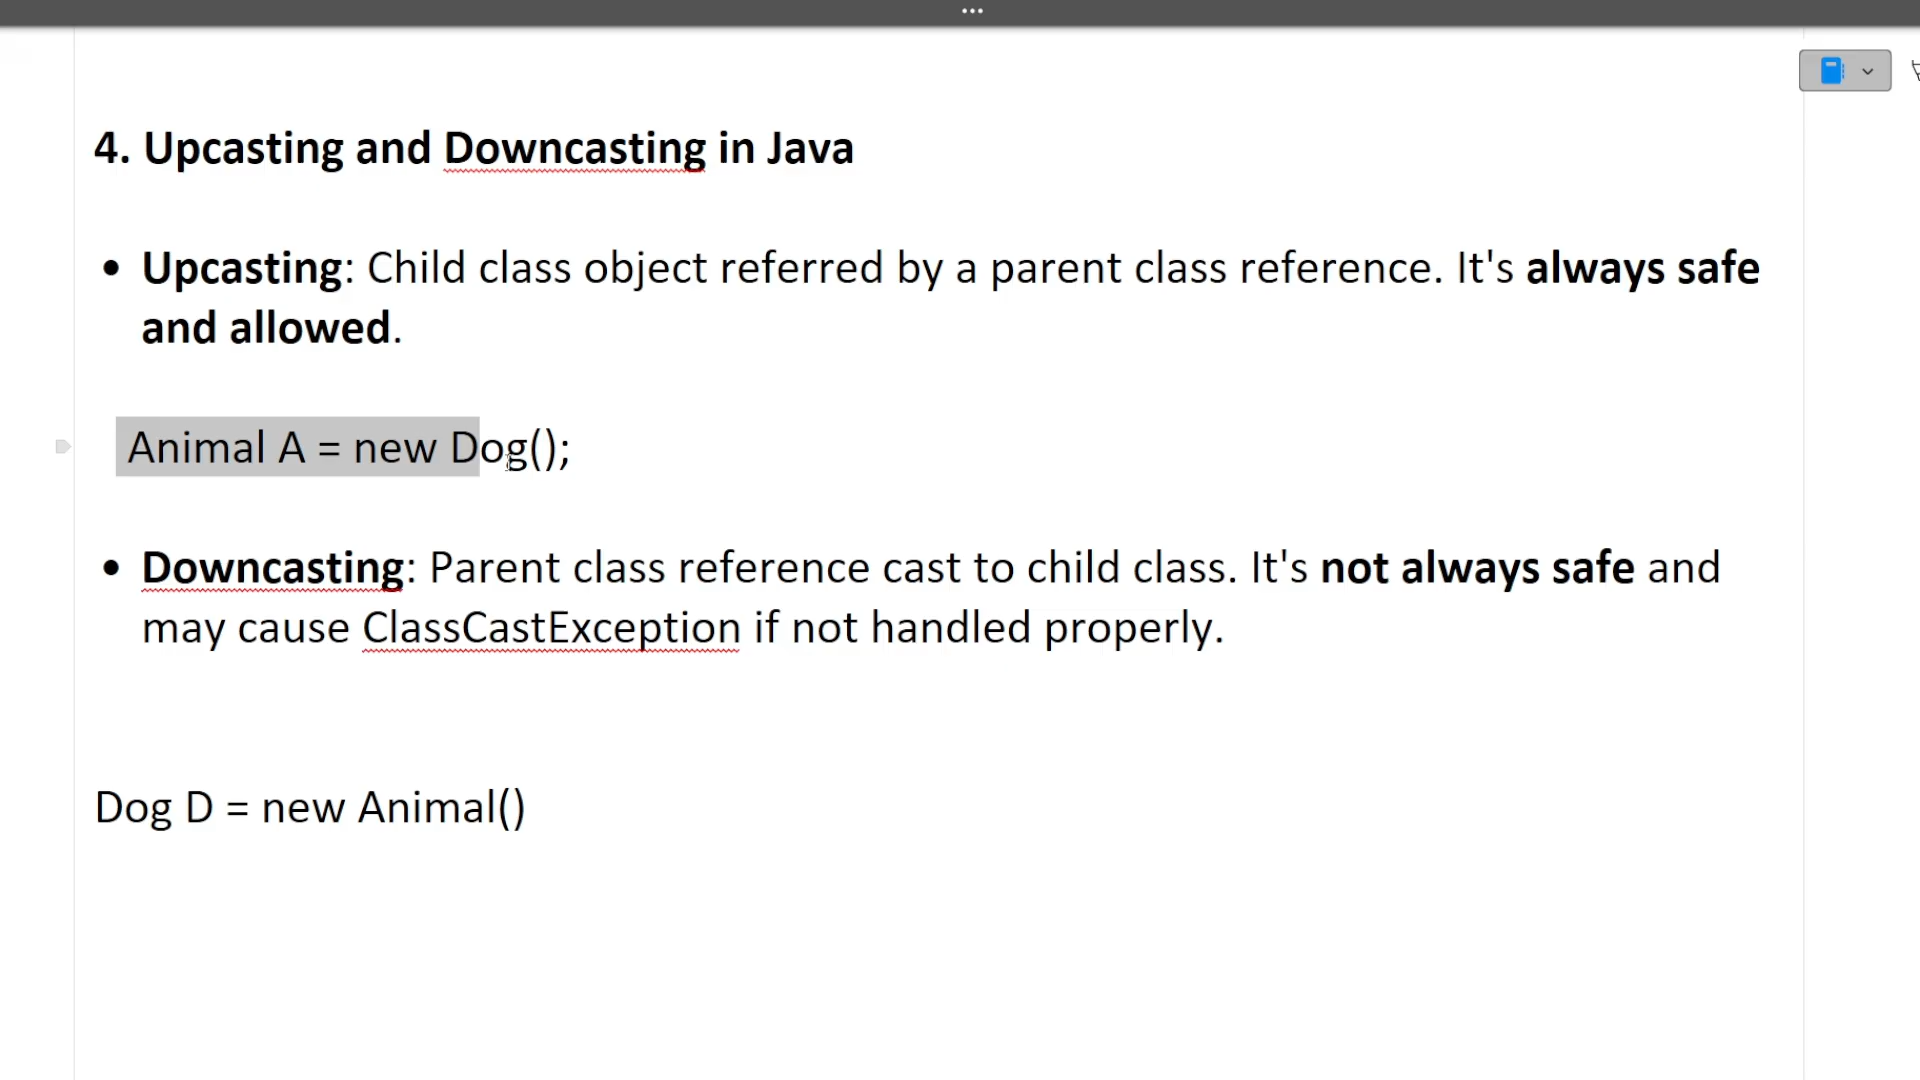 4. Upcasting and Downcasting in Java
• Upcasting: Child class object referred by a parent class reference. It's always safe
and allowed.
Animal A = new Dog();
• Downcasting: Parent class reference cast to child class. It's not always safe and
may cause ClassCastException if not handled properly.
Dog D = new Animal()